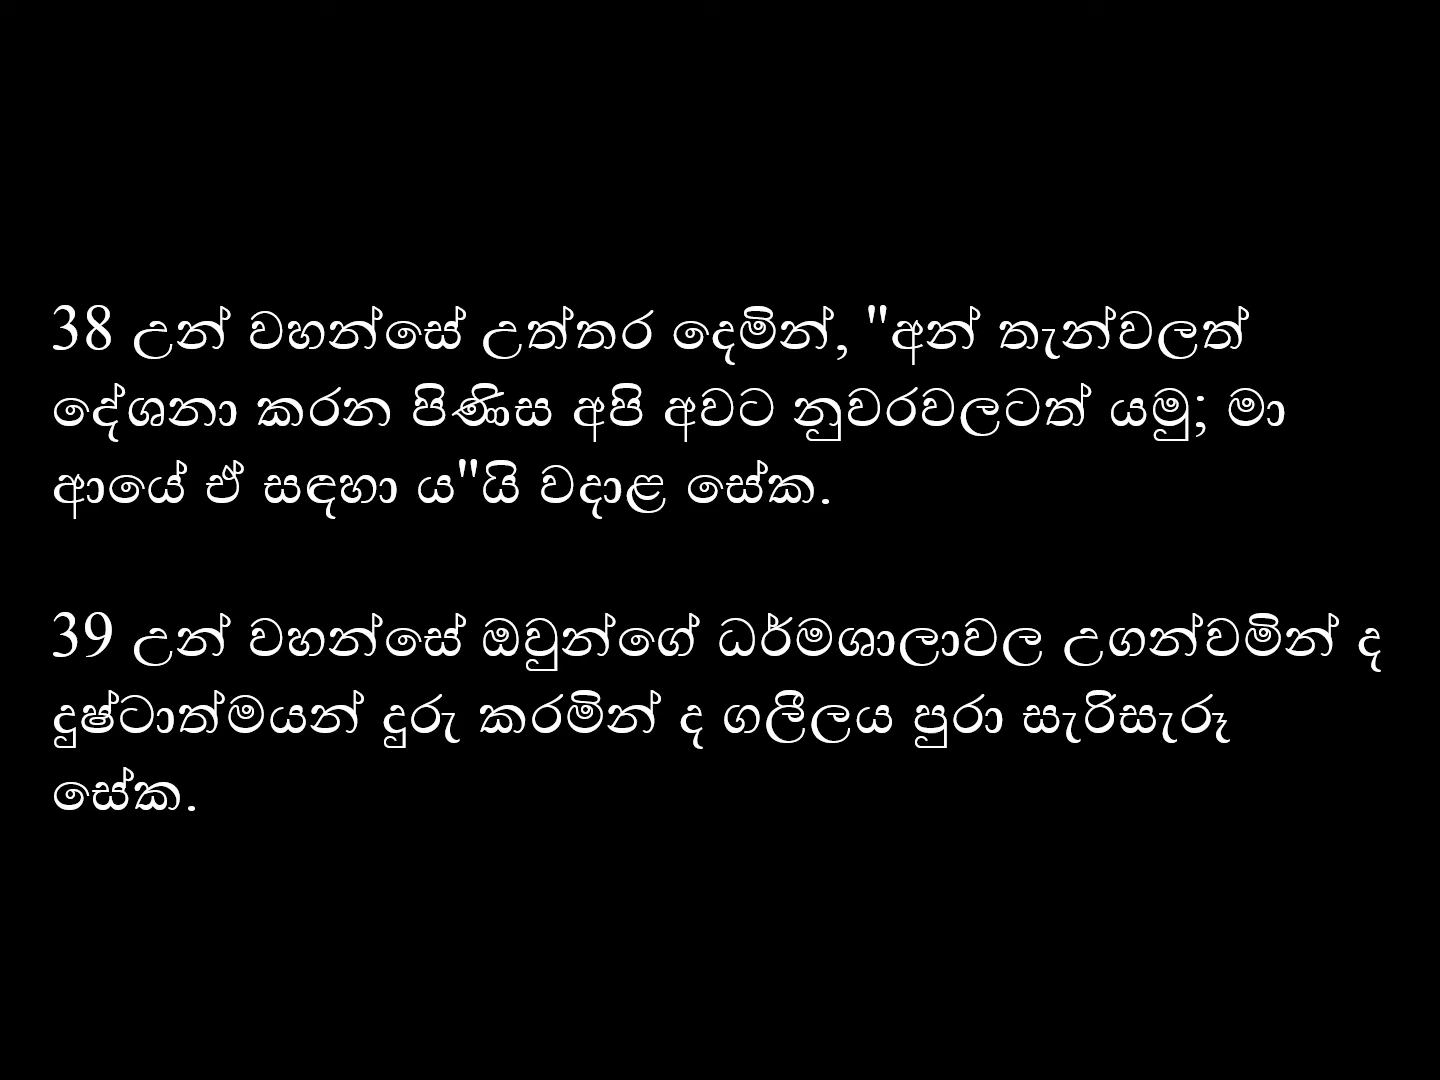 38 උන් වහන්සේ උත්තර දෙමින්, "අන් තැන්වලත්
දේශනා කරන පිණිස අපි අවට නුවරවලටත් යමු; මා
ආයේ ඒ සඳහා ය"යි වදාළ සේක.
39 උන් වහන්සේ ඔවුන්ගේ ධර්මශාලාවල උගන්වමින් ද
දුෂ්ටාත්මයන් දුරු කරමින් ද ගලීලය පුරා සැරිසැරූ
සේක.